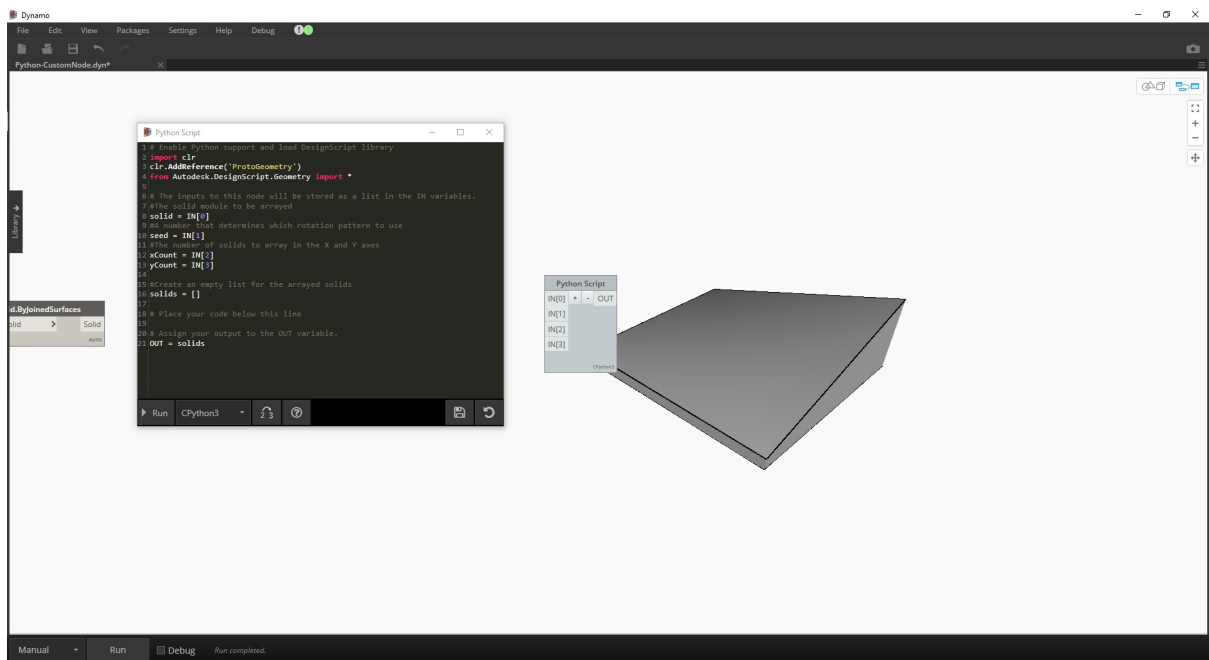 Dynamo
File Edit View Packages Settings Help Debug
Python-CustomNode.dyn*
Library
id.ByJoinedSurfaces
olid > Solid
AUTO
Python Script
1 # Enable Python support and load DesignScript library
2 import clr
3 clr.AddReference('ProtoGeometry')
4 from Autodesk.DesignScript.Geometry import *
5
6 # The inputs to this node will be stored as a list in the IN variables.
7 #The solid module to be arrayed
8 solid = IN[0]
9 #A number that determines which rotation pattern to use
10 seed = IN[1]
11 #The number of solids to array in the X and Y axes
12 xCount = IN[2]
13 yCount = IN[3]
14
15 #Create an empty list for the arrayed solids
16 solids = []
17
18 # Place your code below this line
19
20 # Assign your output to the OUT variable.
21 OUT = solids
Run CPython3 2 3
Python Script
IN[0] + - OUT
IN[1]
IN[2]
IN[3]
CPython3
Manual Run Debug Run completed.